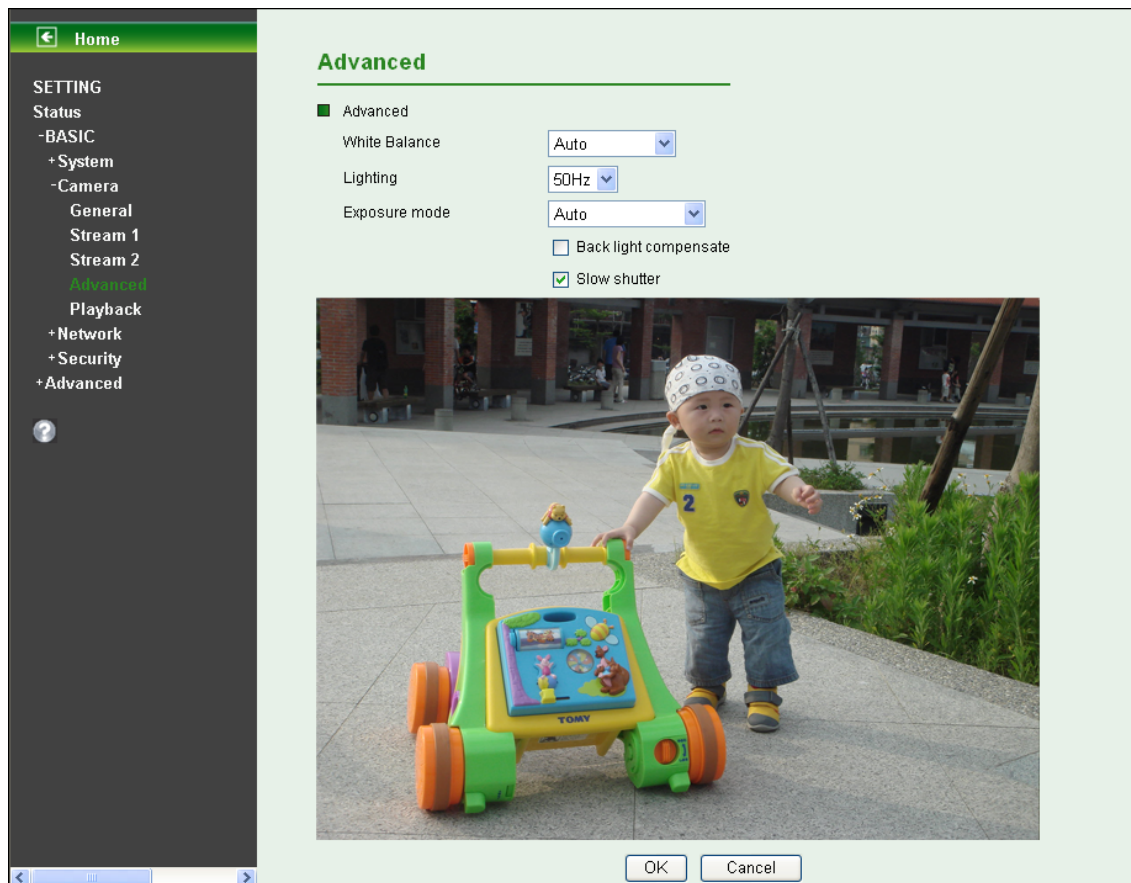 Home
SETTING
Status
-BASIC
+System
-Camera
General
Stream 1
Stream 2
Advanced
Playback
+Network
+Security
+Advanced
?
Advanced
Advanced
White Balance
Auto
Lighting
50Hz
Exposure mode
Auto
Back light compensate
Slow shutter
2
TOMY
OK
Cancel